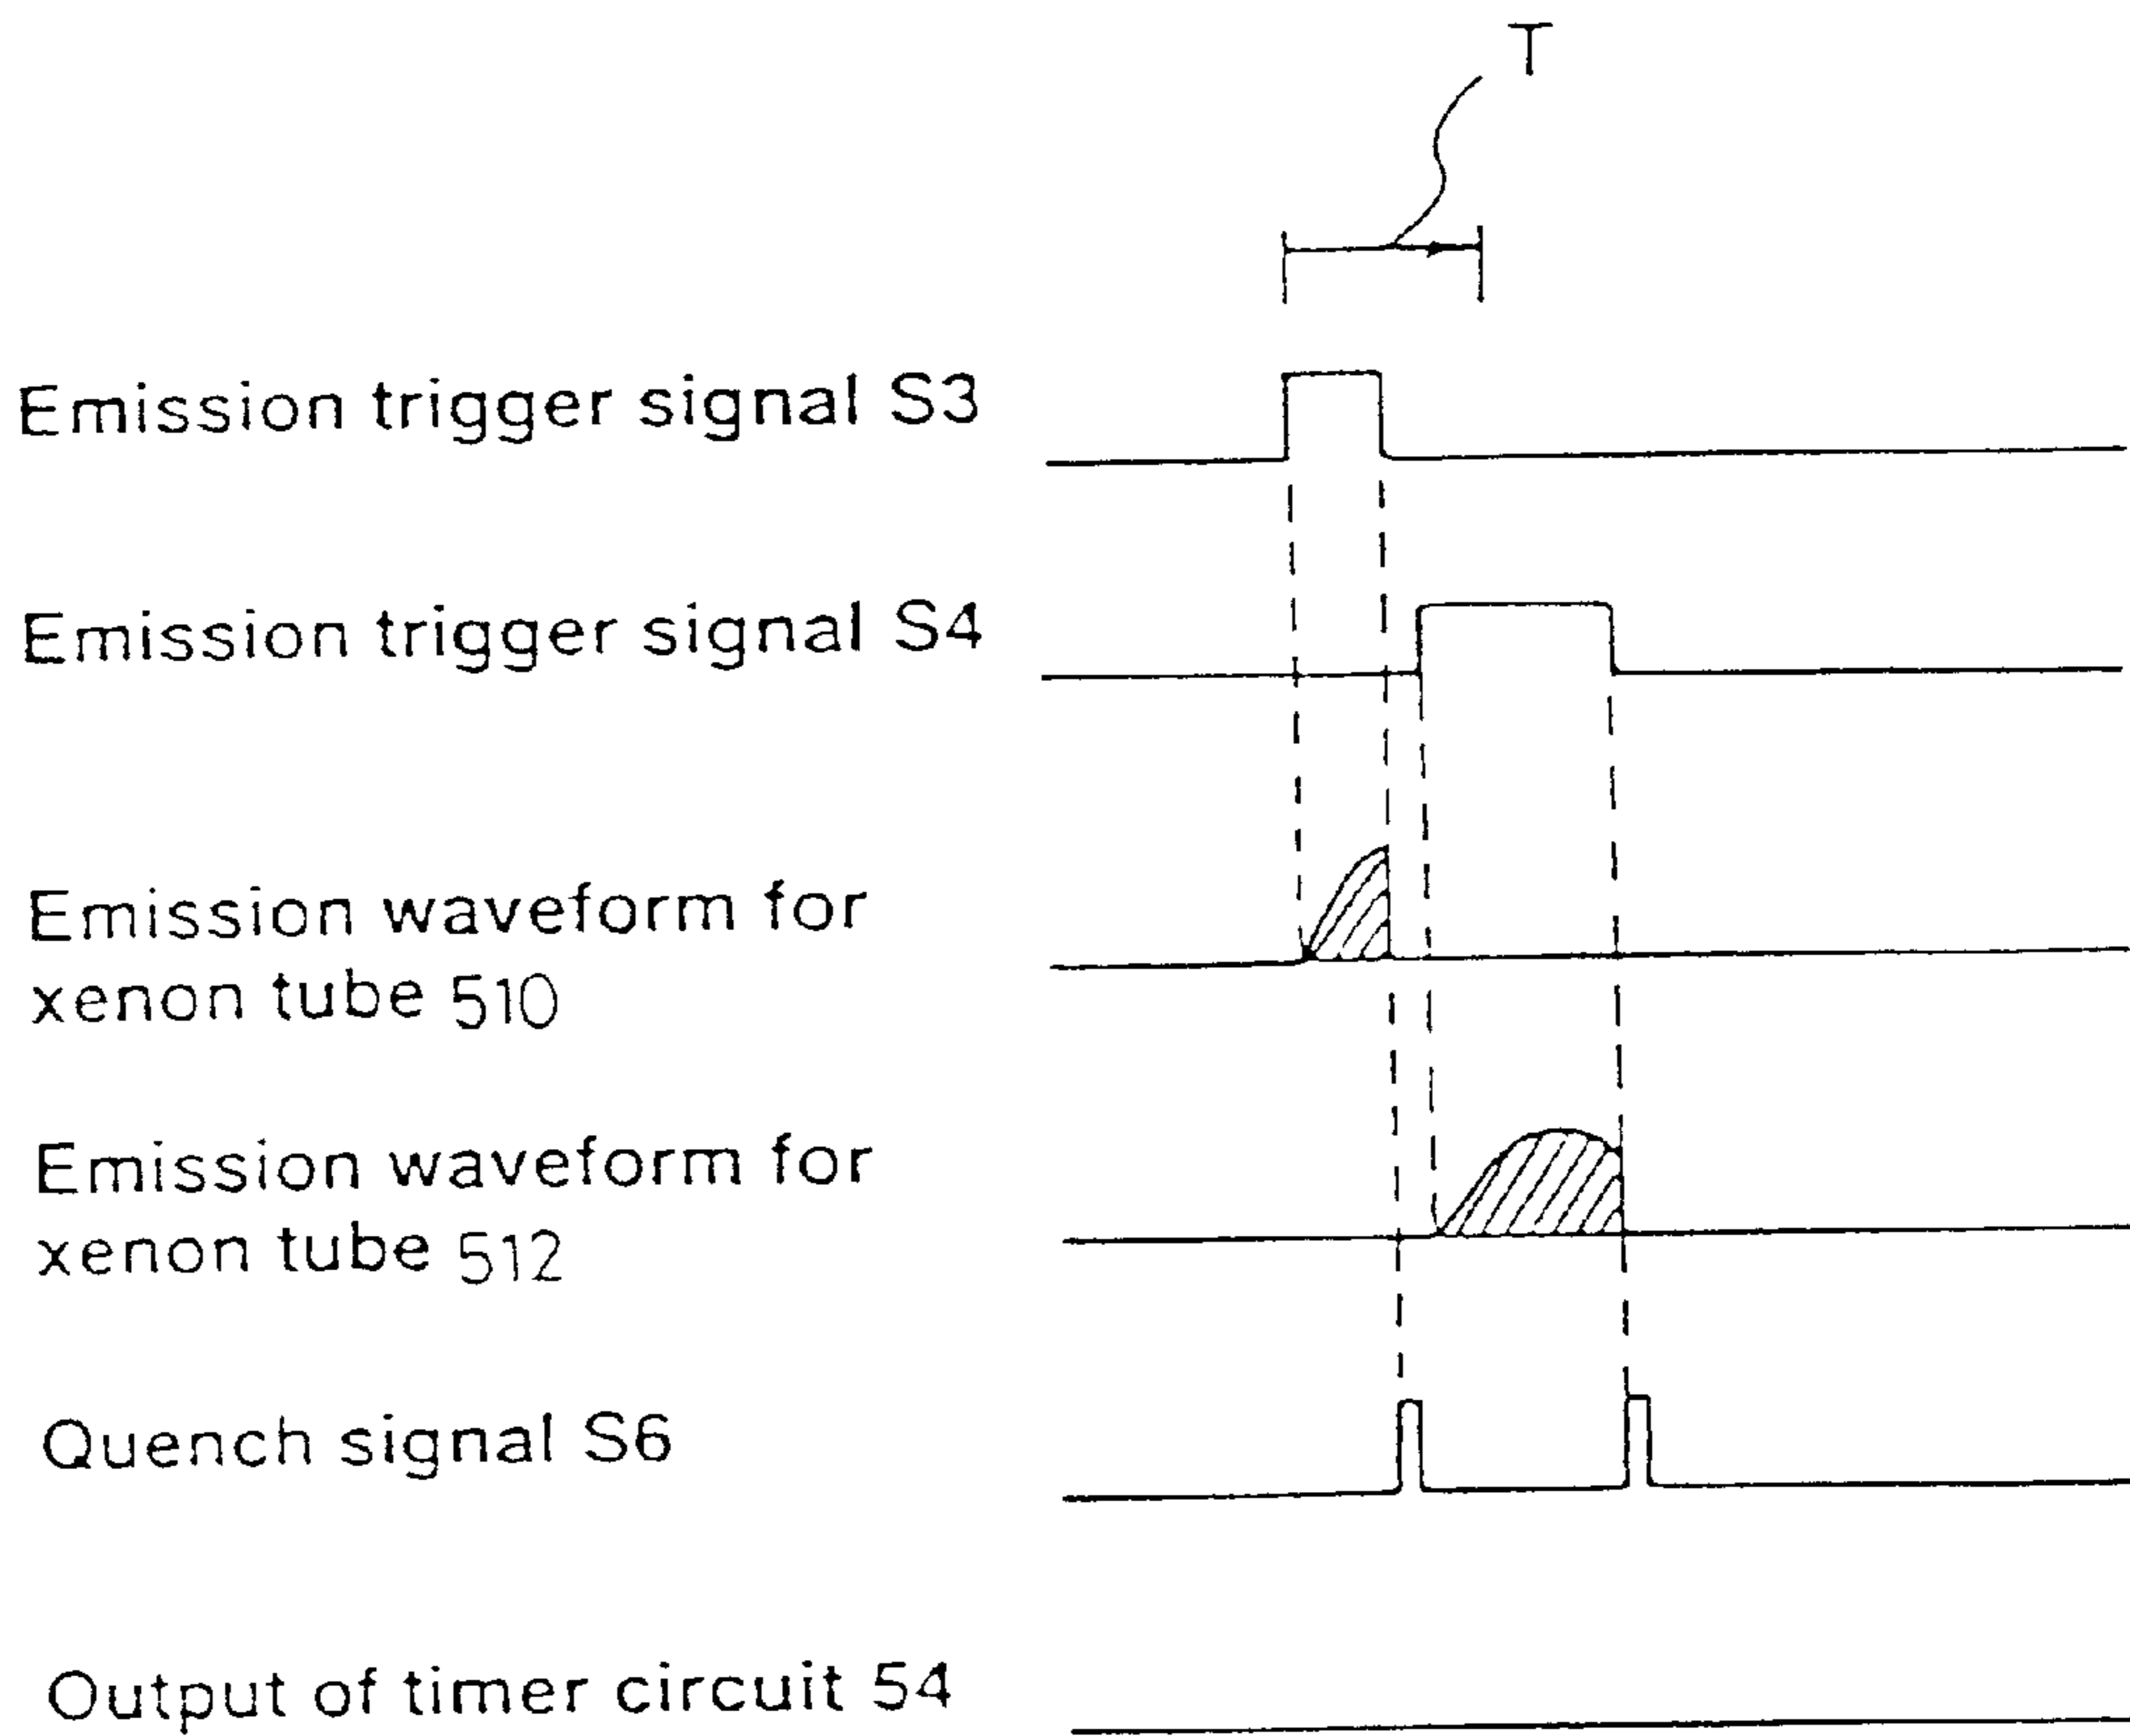 T
Emission trigger signal S3
Emission trigger signal S4
Emission waveform for
xenon tube 510
Emission waveform for
xenon tube 512
Quench signal S6
Output of timer circuit 54